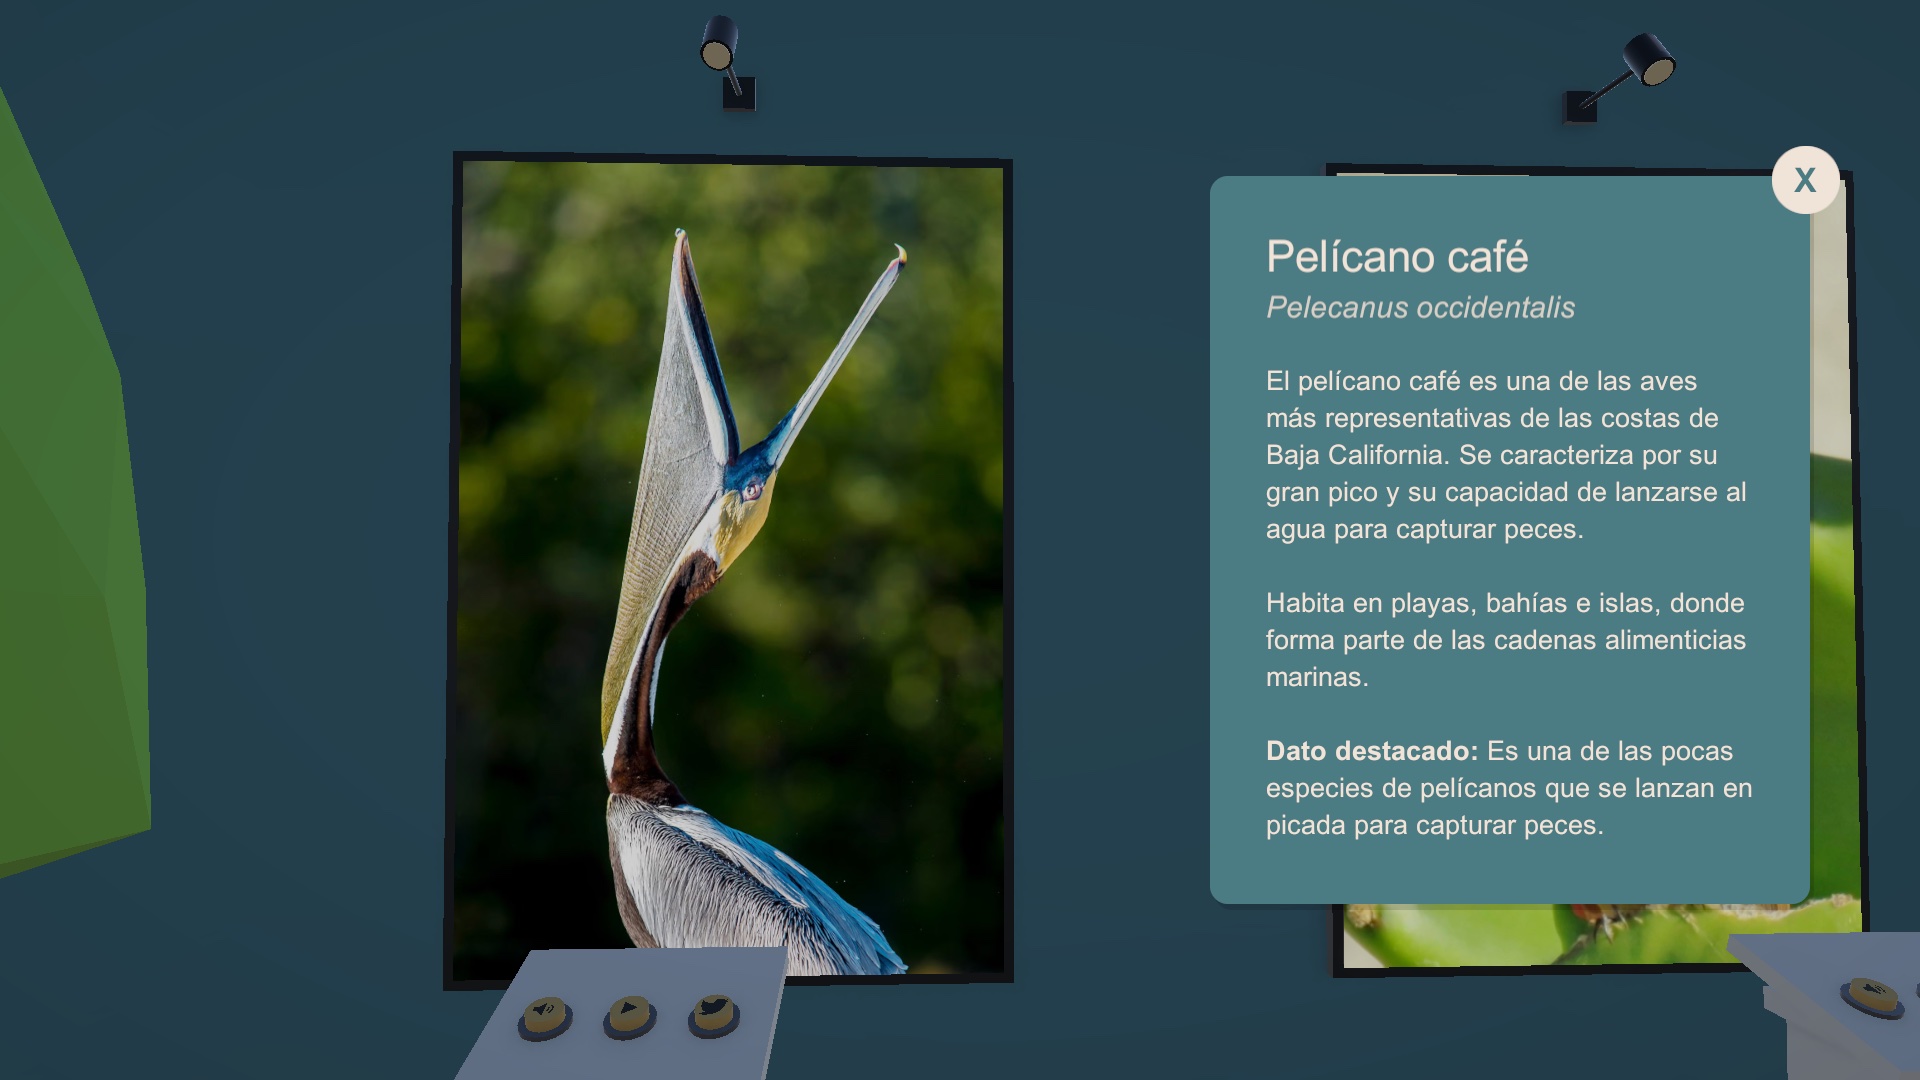 X
Pelícano café
Pelecanus occidentalis
El pelícano café es una de las aves
más representativas de las costas de
Baja California. Se caracteriza por su
gran pico y su capacidad de lanzarse al
agua para capturar peces.
Habita en playas, bahías e islas, donde
forma parte de las cadenas alimenticias
marinas.
Dato destacado: Es una de las pocas
especies de pelícanos que se lanzan en
picada para capturar peces.